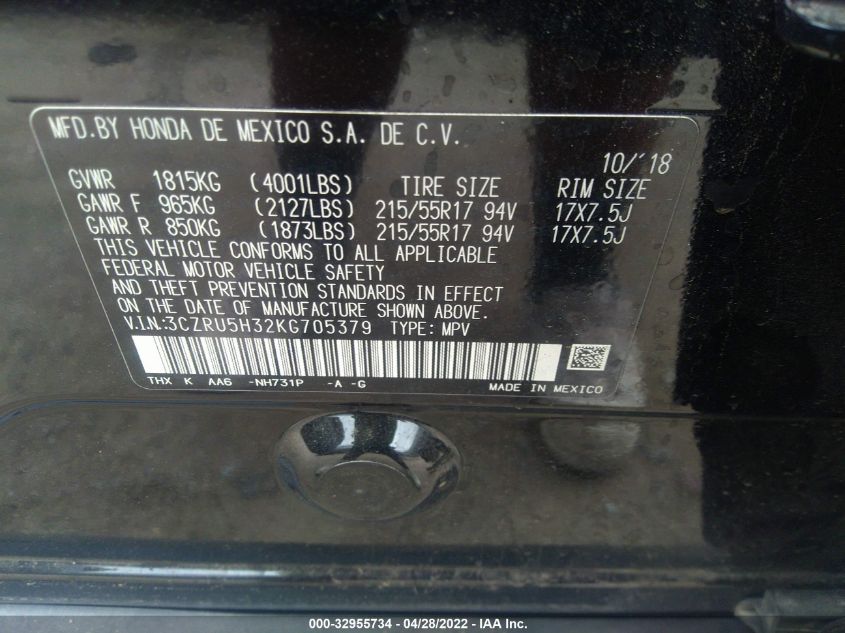 MFD.BY HONDA DE MEXICO S.A. DE C.V.
10/'18
GVWR 1815KG (4001LBS) TIRE SIZE RIM SIZE
GAWR F 965KG (2127LBS) 215/55R17 94V 17X7.5J
GAWR R 850KG (1873LBS) 215/55R17 94V 17X7.5J
THIS VEHICLE CONFORMS TO ALL APPLICABLE
FEDERAL MOTOR VEHICLE SAFETY
AND THEFT PREVENTION STANDARDS IN EFFECT
ON THE DATE OF MANUFACTURE SHOWN ABOVE.
V.I.N.:3CZRU5H32KG705379 TYPE: MPV
THX K AA6 -NH731P -A -G MADE IN MEXICO
000-32955734 - 04/28/2022 - IAA Inc.